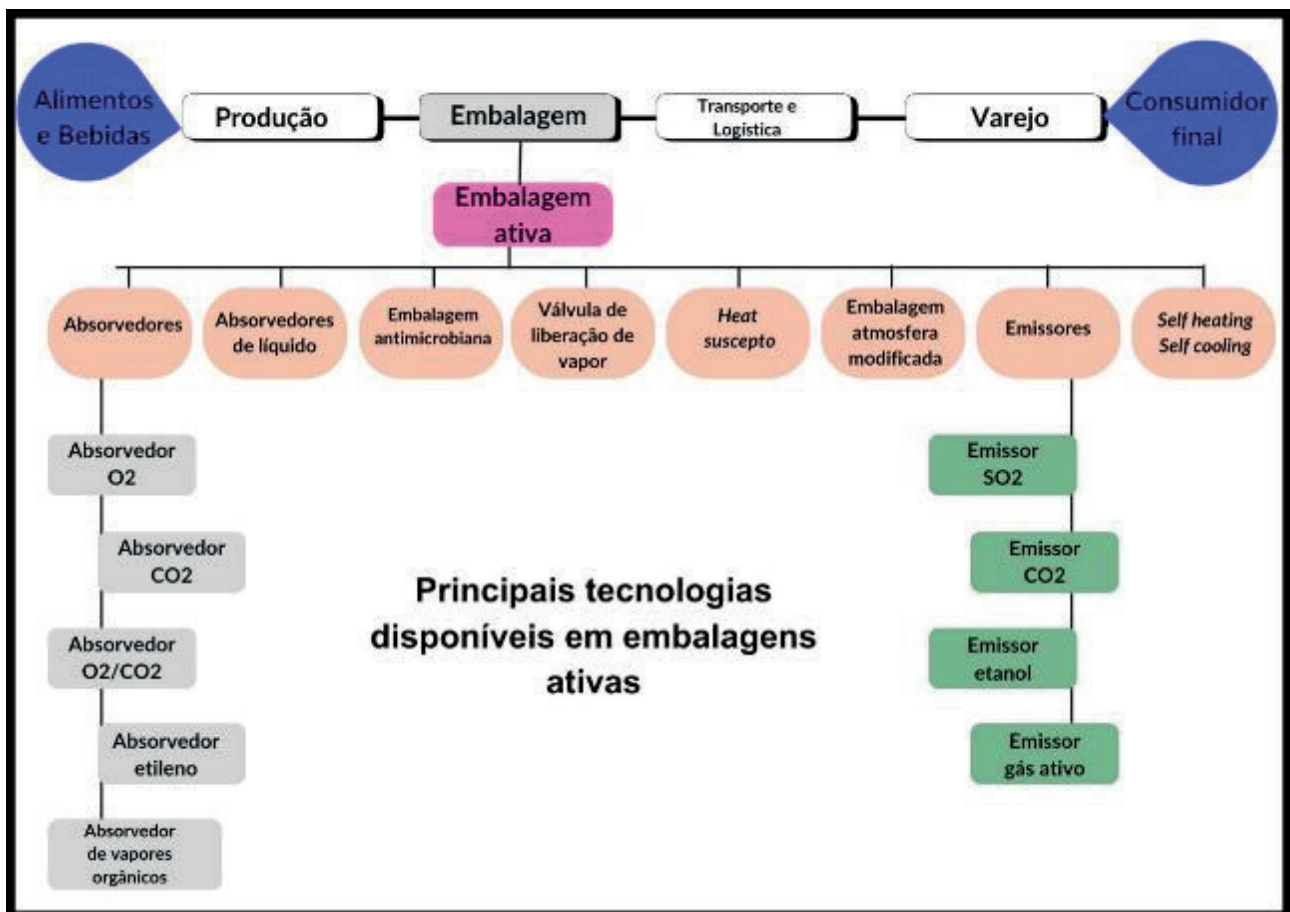 Alimentos
e Bebidas
Produção
Embalagem
Transporte e
Logística
Varejo
Consumidor
final
Embalagem
ativa
Absorvedores
Absorvedores
de líquido
Embalagem
antimicrobiana
Válvula de
liberação de
vapor
Heat
suscepto
Embalagem
atmosfera
modificada
Emissores
Self heating
Self cooling
Absorvedor
O2
Absorvedor
CO2
Absorvedor
O2/CO2
Absorvedor
etileno
Absorvedor
de vapores
orgânicos
Principais tecnologias
disponíveis em embalagens
ativas
Emissor
SO2
Emissor
CO2
Emissor
etanol
Emissor
gás ativo